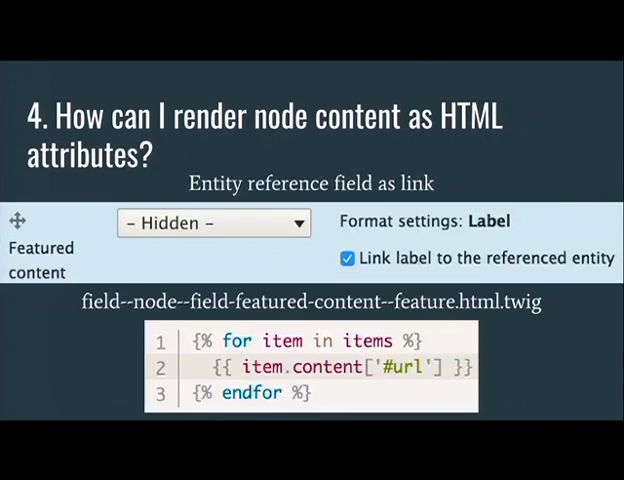 4. How can I render node content as HTML
attributes?
Entity reference field as link
- Hidden -
Format settings: Label
Featured
content
Link label to the referenced entity
field--node--field-featured-content--feature.html.twig
1 {% for item in items %}
2 {{ item.content['#url'] }}
3 {% endfor %}